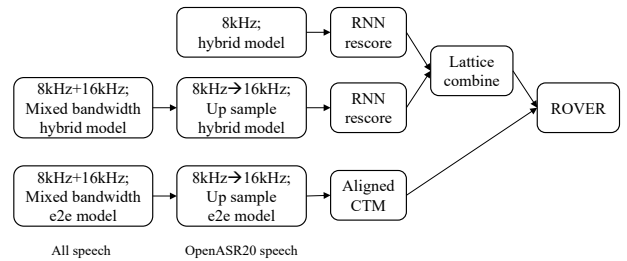 8kHz;
hybrid model
RNN
rescore
Lattice
combine
8kHz+16kHz;
Mixed bandwidth
hybrid model
8kHz→16kHz;
Up sample
hybrid model
RNN
rescore
ROVER
8kHz+16kHz;
Mixed bandwidth
e2e model
8kHz→16kHz;
Up sample
e2e model
Aligned
CTM
All speech
OpenASR20 speech